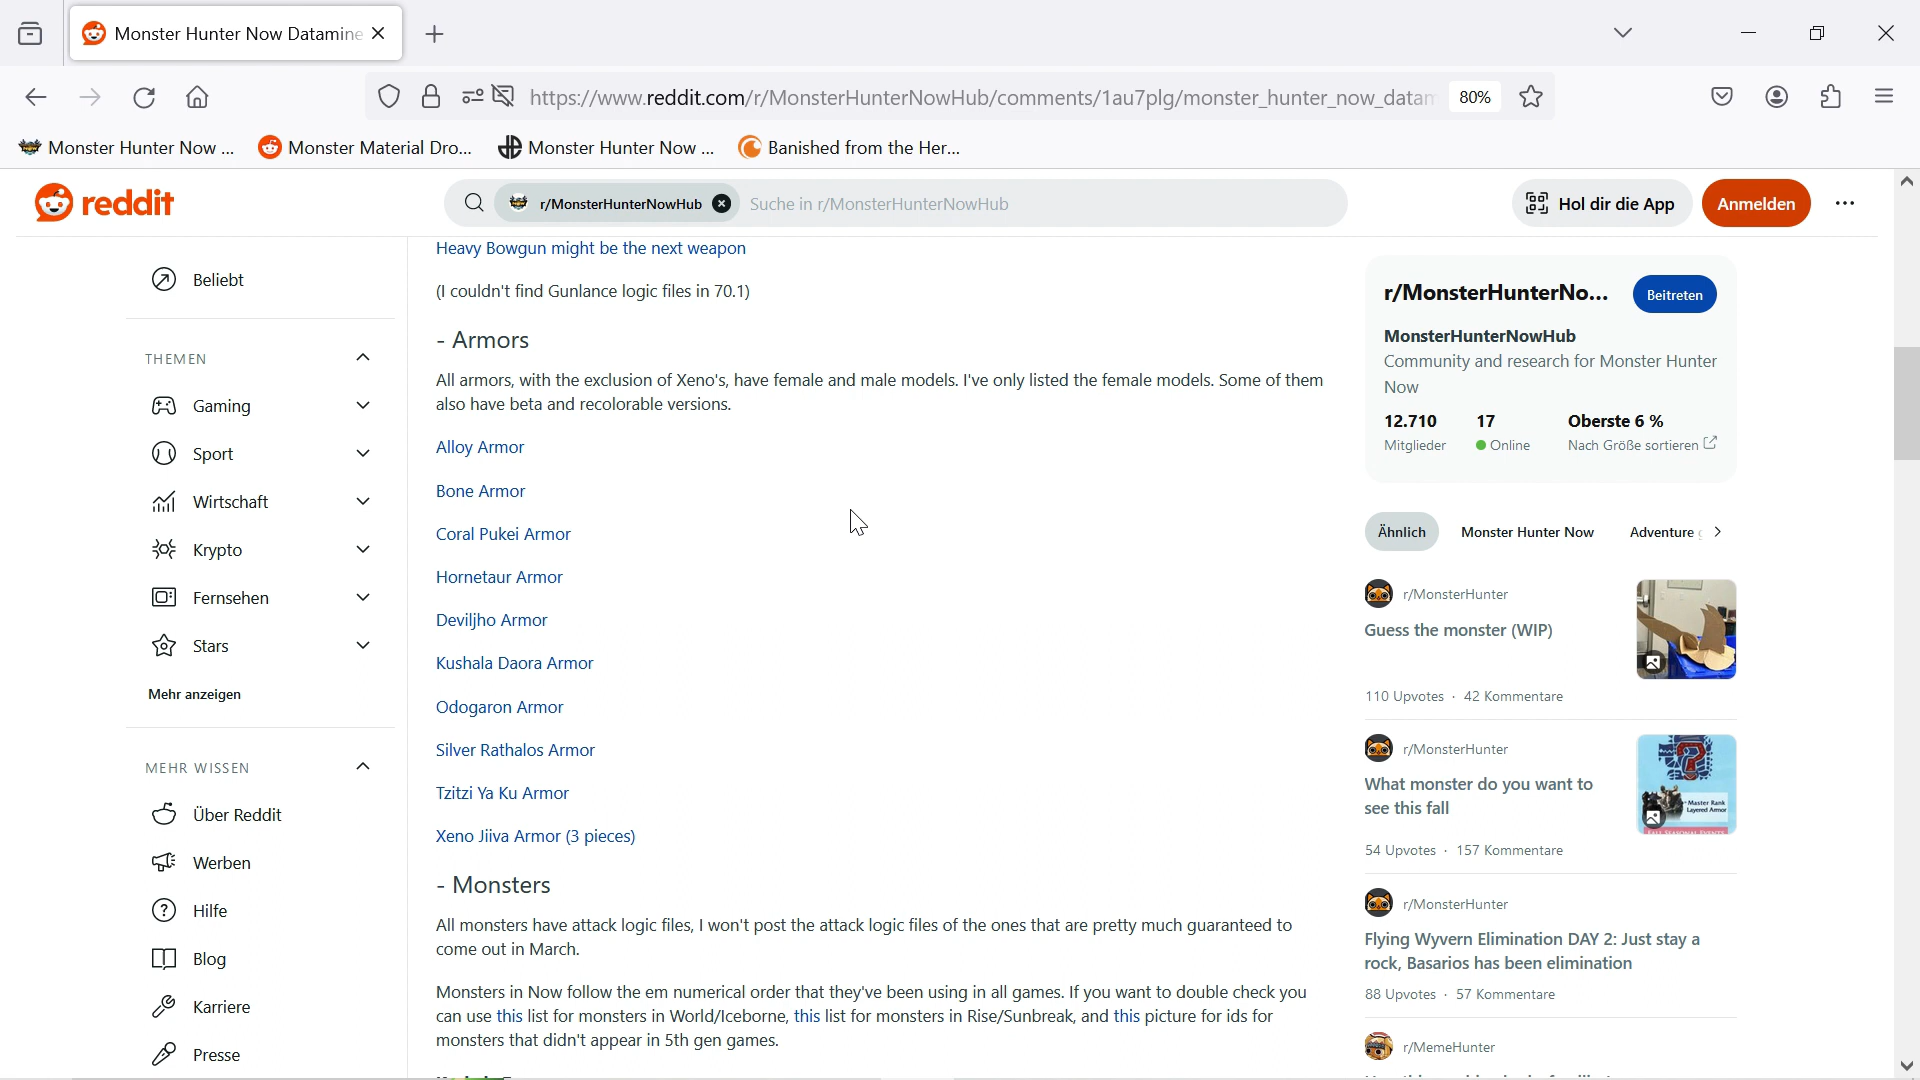 Monster Hunter Now Datamine
https://www.reddit.com/r/MonsterHunterNowHub/comments/1au7plg/monster_hunter_now_datam
80%
Monster Hunter Now ...
Monster Material Dro...
Monster Hunter Now ...
Banished from the Her...
reddit
r/MonsterHunterNowHub
Suche in r/MonsterHunterNowHub
Hol dir die App
Anmelden
Beliebt
THEMEN
Gaming
Sport
Wirtschaft
Krypto
Fernsehen
Stars
Mehr anzeigen
MEHR WISSEN
Über Reddit
Werben
Hilfe
Blog
Karriere
Presse
Heavy Bowgun might be the next weapon
(I couldn't find Gunlance logic files in 70.1)
- Armors
All armors, with the exclusion of Xeno's, have female and male models. I've only listed the female models. Some of them
also have beta and recolorable versions.
Alloy Armor
Bone Armor
Coral Pukei Armor
Hornetaur Armor
Deviljho Armor
Kushala Daora Armor
Odogaron Armor
Silver Rathalos Armor
Tzitzi Ya Ku Armor
Xeno Jiiva Armor (3 pieces)
- Monsters
All monsters have attack logic files, I won't post the attack logic files of the ones that are pretty much guaranteed to
come out in March.
Monsters in Now follow the em numerical order that they've been using in all games. If you want to double check you
can use this list for monsters in World/Iceborne, this list for monsters in Rise/Sunbreak, and this picture for ids for
monsters that didn't appear in 5th gen games.
r/MonsterHunterNo...
Beitreten
MonsterHunterNowHub
Community and research for Monster Hunter
Now
12.710
17
Oberste 6 %
Mitglieder
Online
Nach Größe sortieren
Ähnlich
Monster Hunter Now
Adventure
r/MonsterHunter
Guess the monster (WIP)
110 Upvotes · 42 Kommentare
r/MonsterHunter
What monster do you want to
see this fall
Master Rank
Layered Armor
54 Upvotes · 157 Kommentare
r/MonsterHunter
Flying Wyvern Elimination DAY 2: Just stay a
rock, Basarios has been elimination
88 Upvotes · 57 Kommentare
r/MemeHunter